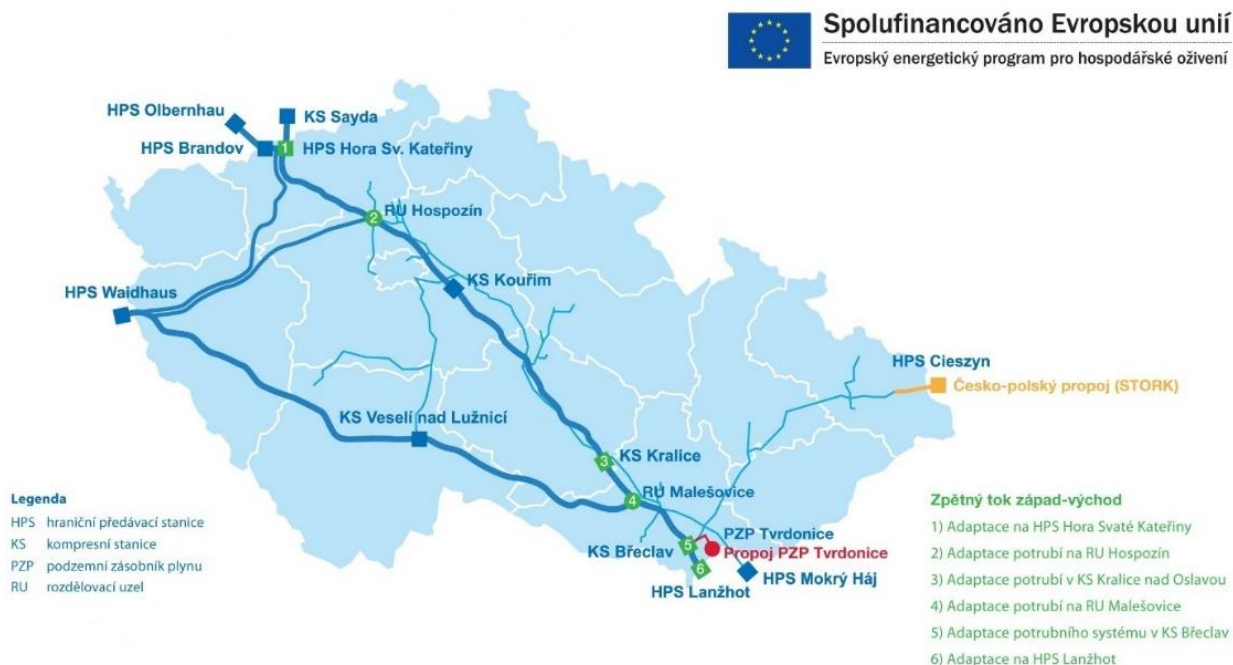 Spolufinancováno Evropskou unií
Evropský energetický program pro hospodářské oživení
HPS Olbernhau
KS Sayda
HPS Brandov
1
HPS Hora Sv. Kateřiny
2
RU Hospozín
KS Kouřim
HPS Waidhaus
HPS Cieszyn
Česko-polský propoj (STORK)
KS Veselí nad Lužnicí
3
KS Kralice
4
RU Malešovice
PZP Tvrdonice
5
Propoj PZP Tvrdonice
KS Břeclav
6
HPS Mokrý Háj
HPS Lanžhot
Legenda
HPS hraniční předávací stanice
KS kompresní stanice
PZP podzemní zásobník plynu
RU rozdělovací uzel
Zpětný tok západ-východ
1) Adaptace na HPS Hora Svaté Kateřiny
2) Adaptace potrubí na RU Hospozín
3) Adaptace potrubí v KS Kralice nad Oslavou
4) Adaptace potrubí na RU Malešovice
5) Adaptace potrubního systému v KS Břeclav
6) Adaptace na HPS Lanžhot